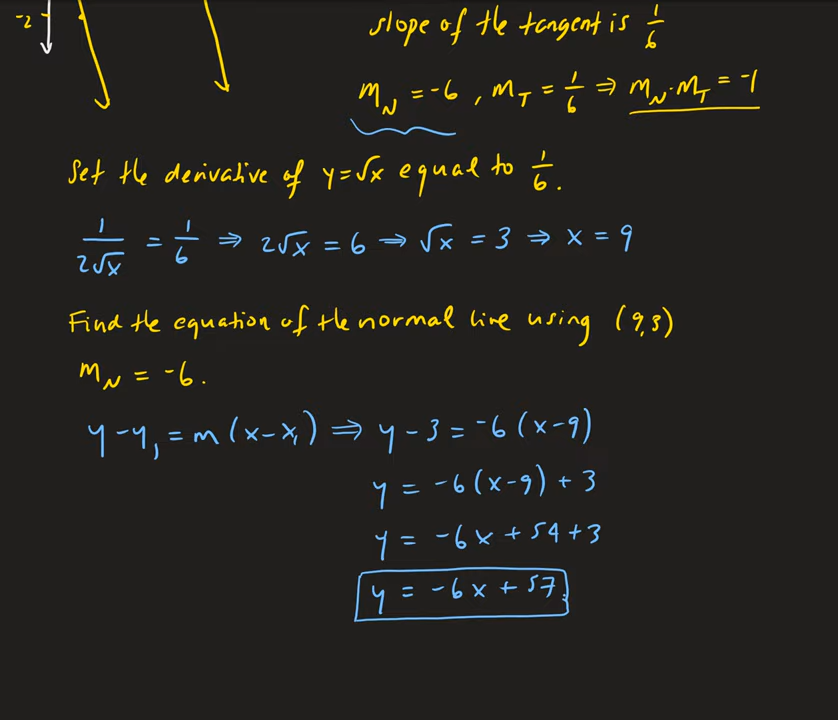 -2
slope of the tangent is 1/6
m_N = -6, m_T = 1/6 ⇒ m_N · m_T = -1
Set the derivative of y = √x equal to 1/6.
1/(2√x) = 1/6 ⇒ 2√x = 6 ⇒ √x = 3 ⇒ x = 9
Find the equation of the normal line using (9,3)
m_N = -6.
y - y₁ = m(x - x₁) ⇒ y - 3 = -6(x-9)
y = -6(x-9) + 3
y = -6x + 54 + 3
y = -6x + 57.